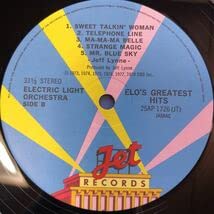 1. SWEET TALKIN' WOMAN
2. TELEPHONE LINE
3. MA-MA-MA BELLE
4. STRANGE MAGIC
5. MR. BLUE SKY
- Jeff Lynne -
Produced by Jeff Lynne
33⅓ STEREO
ELECTRIC LIGHT
ORCHESTRA
SIDE B
ELO'S GREATEST
HITS
25AP 1726 (JT)
Jet
RECORDS